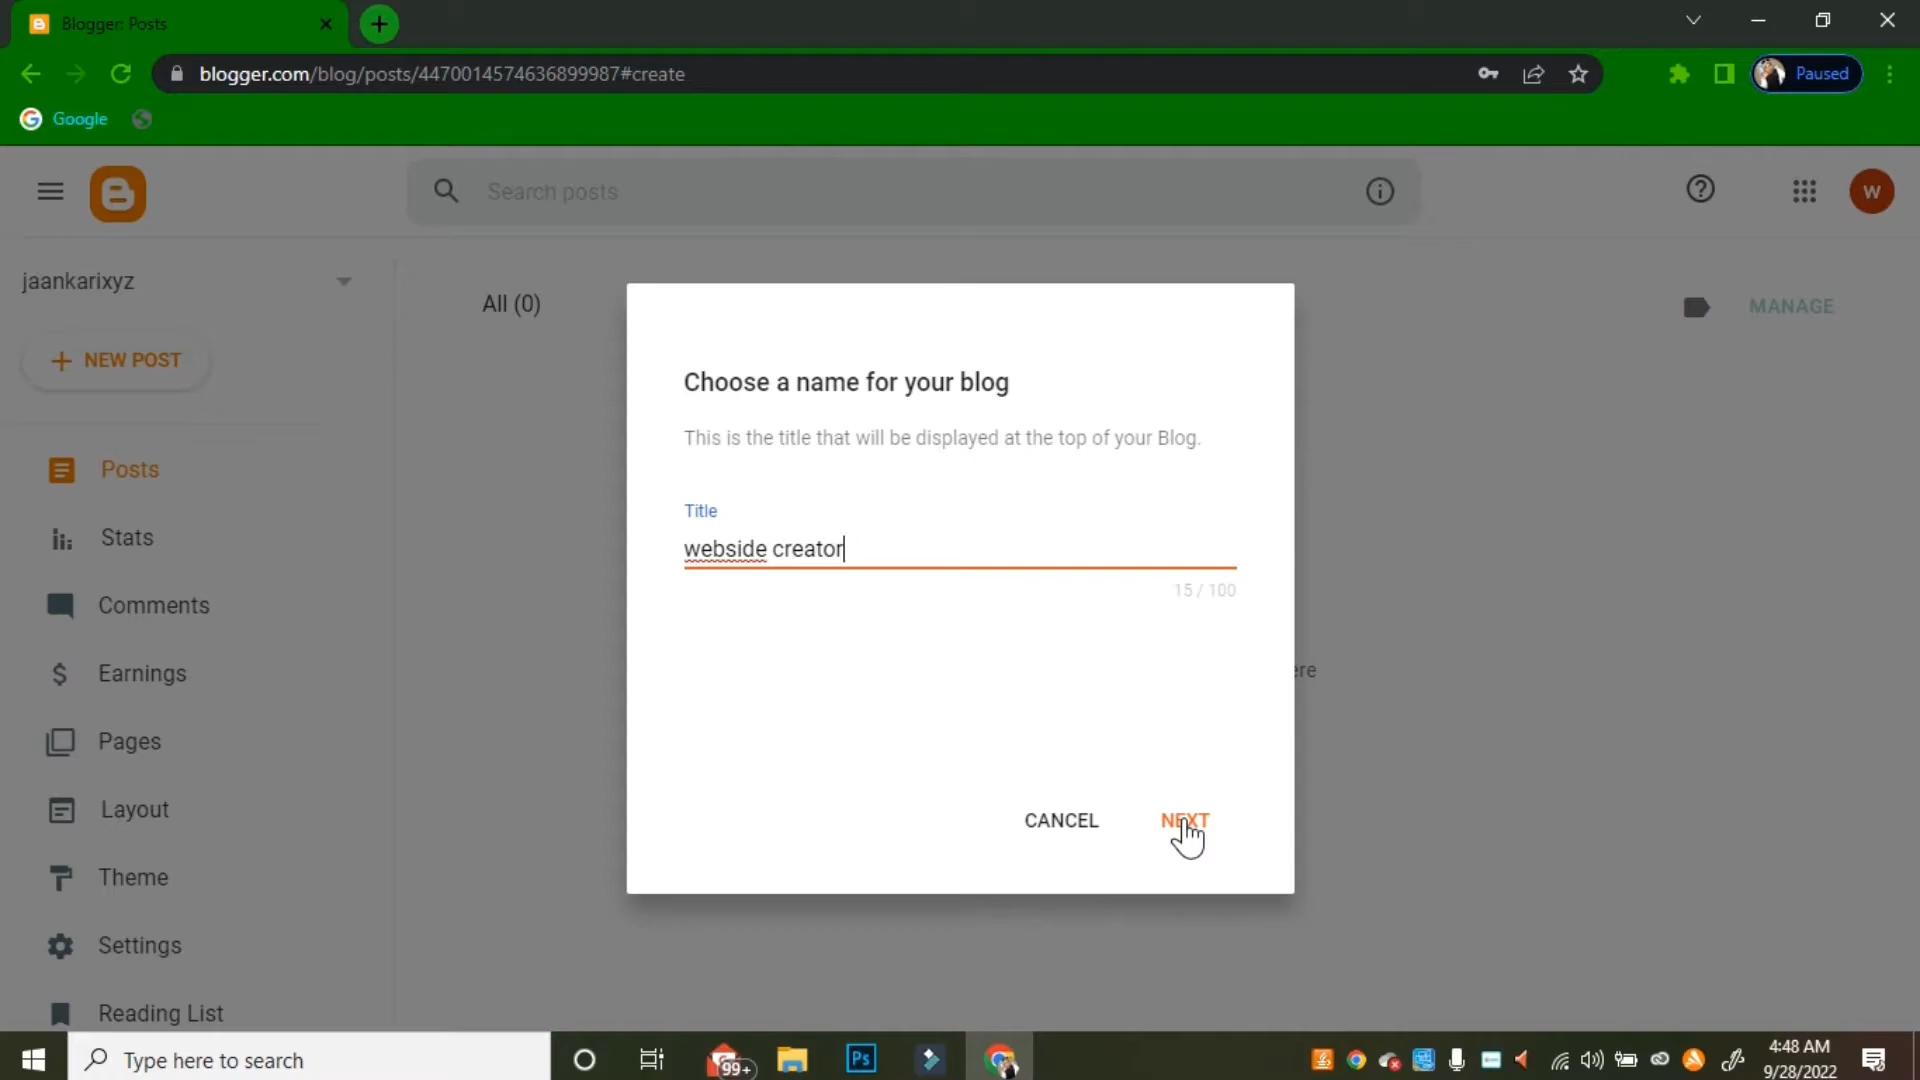 Blogger: Posts
blogger.com/blog/posts/4470014574636899987#create
Paused
Google
Search posts
W
jaankarixyz
All (0)
MANAGE
NEW POST
Choose a name for your blog
This is the title that will be displayed at the top of your Blog.
Posts
Title
Stats
webside creator
15 / 100
Comments
Earnings
ere
Pages
Layout
CANCEL
NEXT
Theme
Settings
Reading List
Type here to search
99+
Ps
4:48 AM
9/28/2022